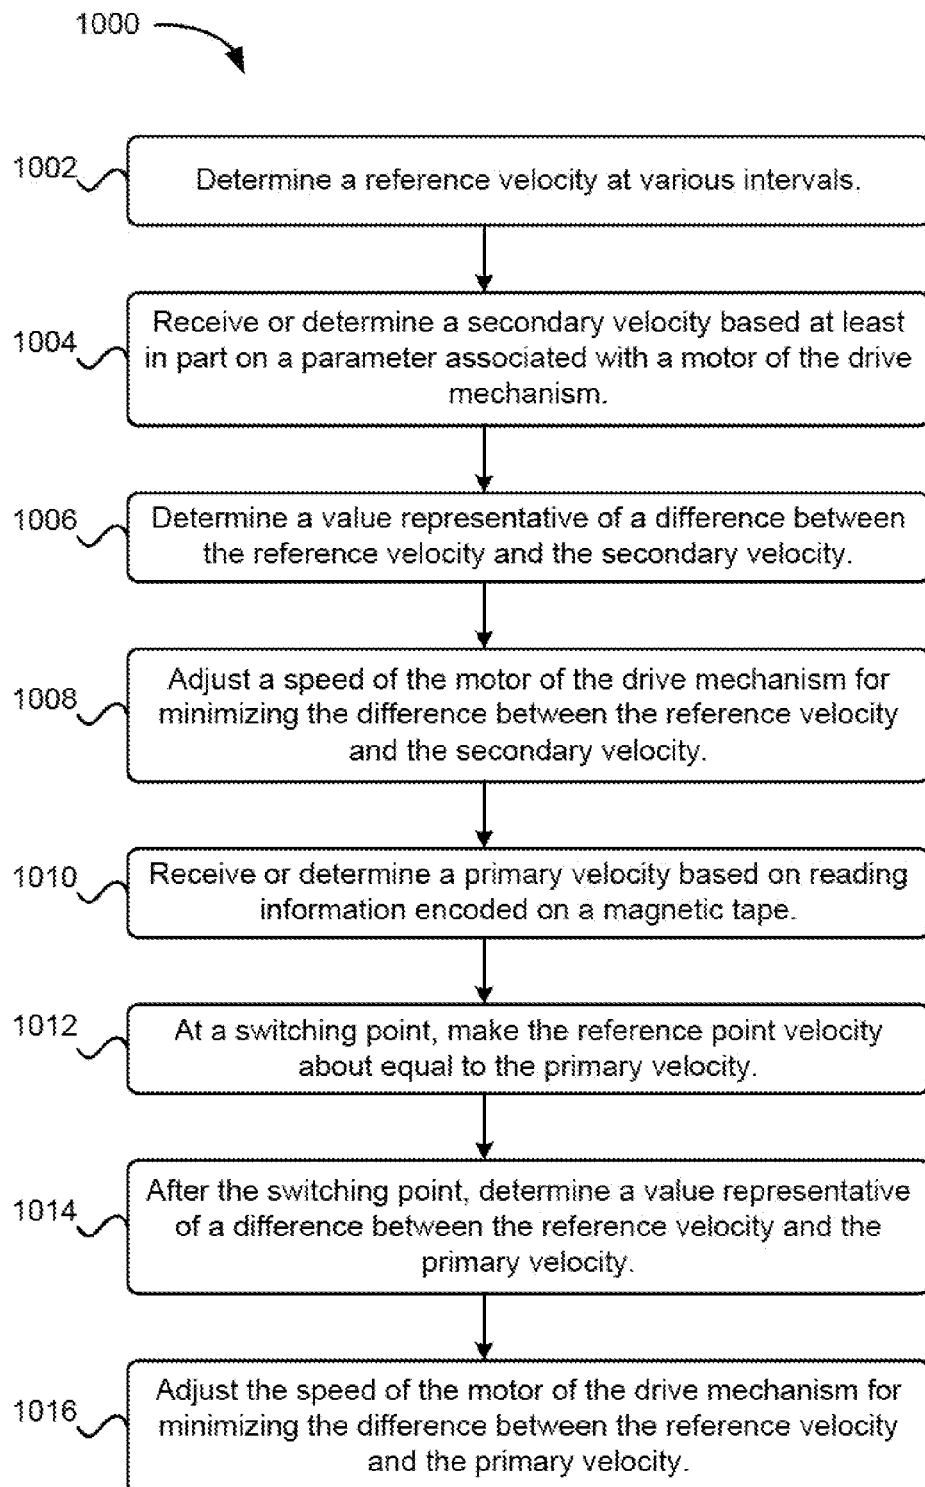 1000
1002
Determine a reference velocity at various intervals.
1004
Receive or determine a secondary velocity based at least
in part on a parameter associated with a motor of the drive
mechanism.
1006
Determine a value representative of a difference between
the reference velocity and the secondary velocity.
1008
Adjust a speed of the motor of the drive mechanism for
minimizing the difference between the reference velocity
and the secondary velocity.
1010
Receive or determine a primary velocity based on reading
information encoded on a magnetic tape.
1012
At a switching point, make the reference point velocity
about equal to the primary velocity.
1014
After the switching point, determine a value representative
of a difference between the reference velocity and the
primary velocity.
1016
Adjust the speed of the motor of the drive mechanism for
minimizing the difference between the reference velocity
and the primary velocity.